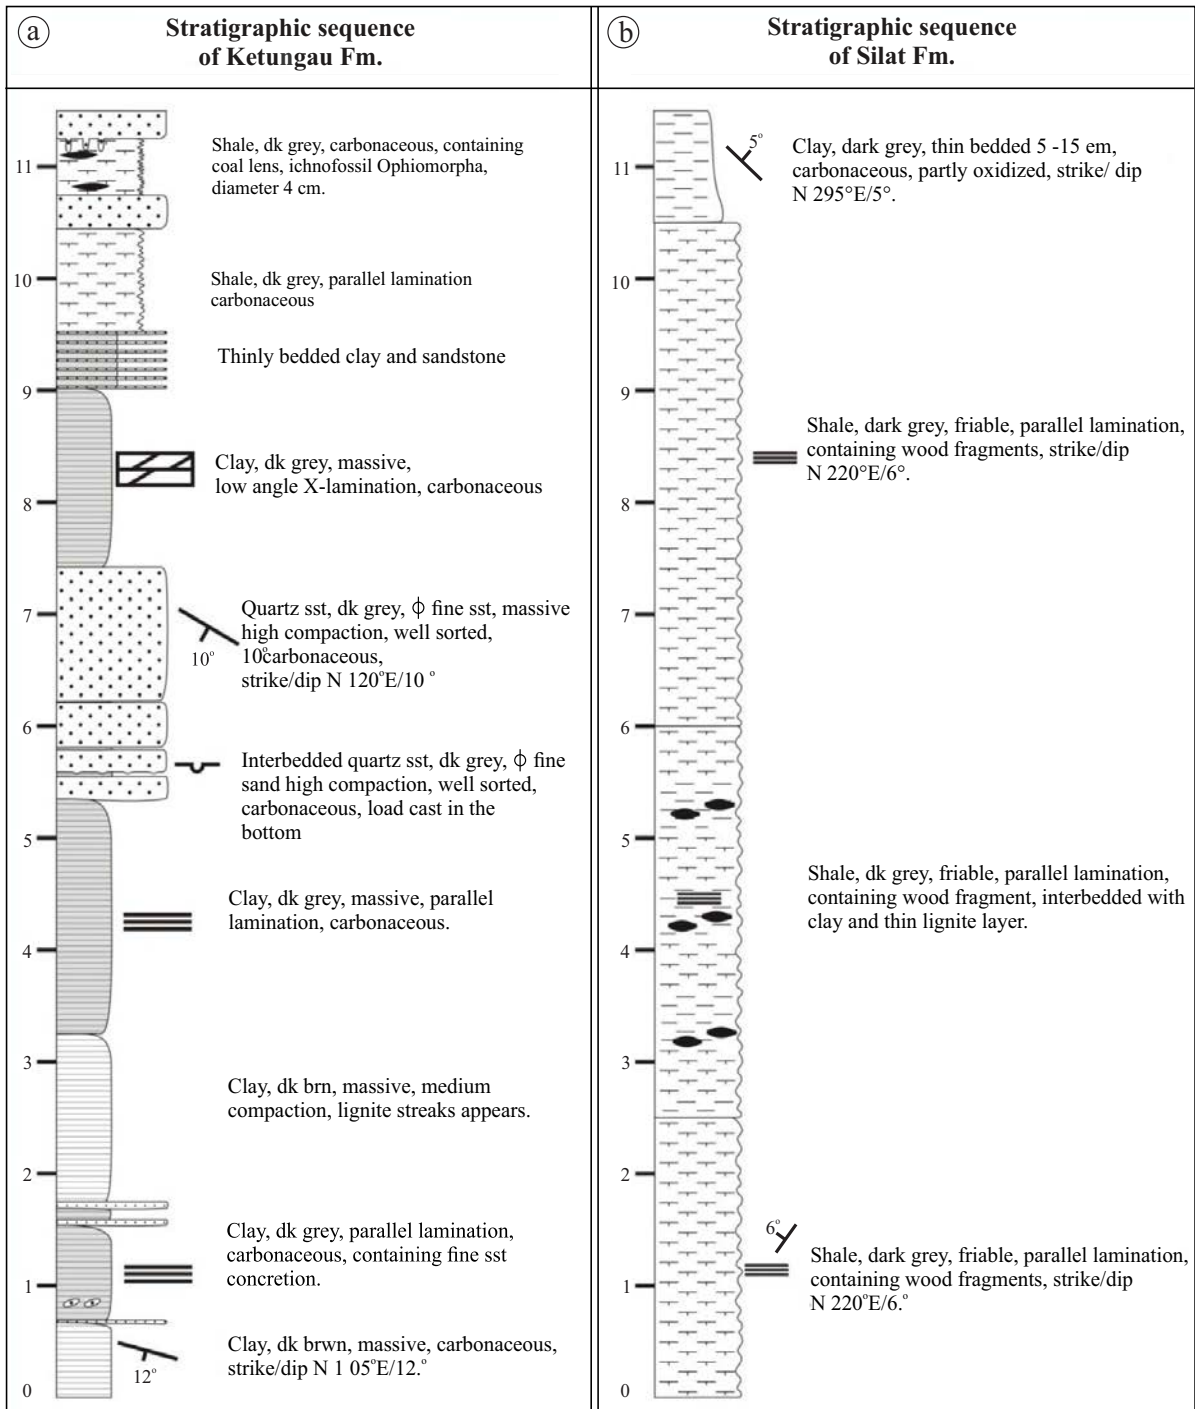 a
Stratigraphic sequence
of Ketungau Fm.
11
10
9
8
7
6
5
4
3
2
1
0
Shale, dk grey, carbonaceous, containing
coal lens, ichnofossil Ophiomorpha,
diameter 4 cm.
Shale, dk grey, parallel lamination
carbonaceous
Thinly bedded clay and sandstone
Clay, dk grey, massive,
low angle X-lamination, carbonaceous
10°
Quartz sst, dk grey, ϕ fine sst, massive
high compaction, well sorted,
10°carbonaceous,
strike/dip N 120°E/10 °
Interbedded quartz sst, dk grey, ϕ fine
sand high compaction, well sorted,
carbonaceous, load cast in the
bottom
Clay, dk grey, massive, parallel
lamination, carbonaceous.
Clay, dk brn, massive, medium
compaction, lignite streaks appears.
Clay, dk grey, parallel lamination,
carbonaceous, containing fine sst
concretion.
12°
Clay, dk brwn, massive, carbonaceous,
strike/dip N 1 05°E/12.°
b
Stratigraphic sequence
of Silat Fm.
11
10
9
8
7
6
5
4
3
2
1
0
5°
Clay, dark grey, thin bedded 5 -15 em,
carbonaceous, partly oxidized, strike/ dip
N 295°E/5°.
Shale, dark grey, friable, parallel lamination,
containing wood fragments, strike/dip
N 220°E/6°.
Shale, dk grey, friable, parallel lamination,
containing wood fragment, interbedded with
clay and thin lignite layer.
6°
Shale, dark grey, friable, parallel lamination,
containing wood fragments, strike/dip
N 220°E/6.°